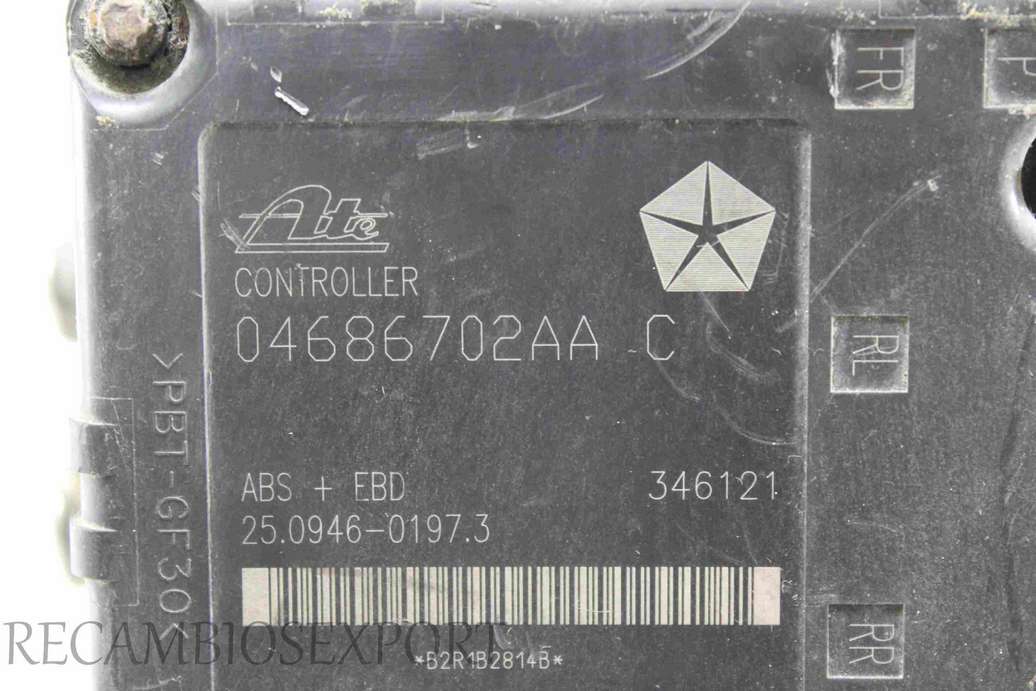 FR
P
Ate
CONTROLLER
04686702AA C
RL
>PBT-GF30<
ABS + EBD 346121
25.0946-0197.3
RR
RECAMBIOSEXPORT
*B2R1B2814B*